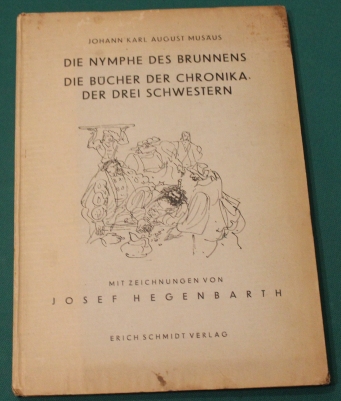 JOHANN KARL AUGUST MUSÄUS
DIE NYMPHE DES BRUNNENS
DIE BÜCHER DER CHRONIKA
DER DREI SCHWESTERN
MIT ZEICHNUNGEN VON
JOSEF HEGENBARTH
ERICH SCHMIDT VERLAG